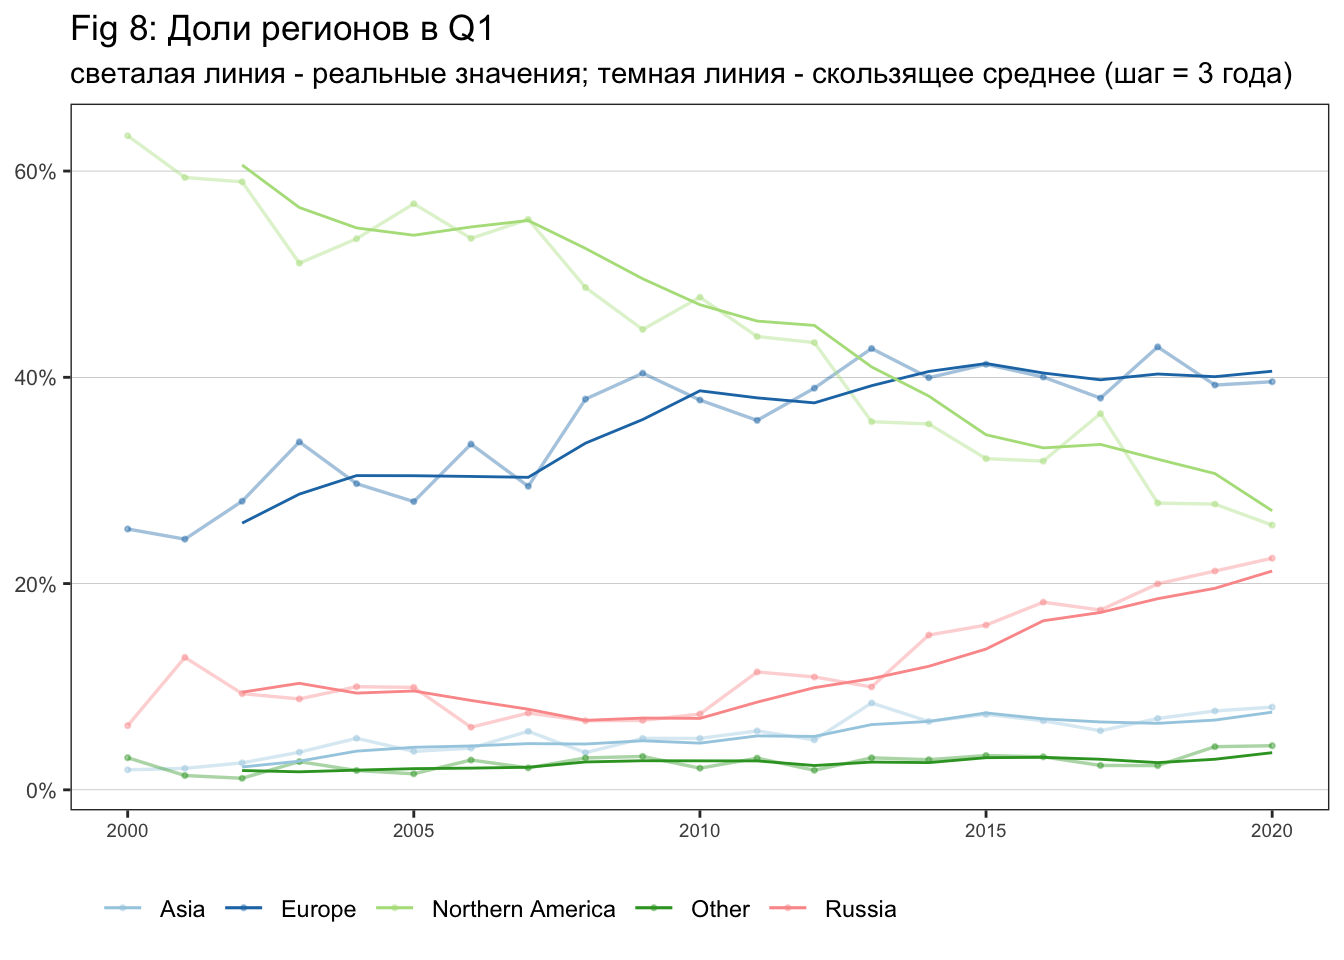 Fig 8: Доли регионов в Q1
светалая линия - реальные значения; темная линия - скользящее среднее (шаг = 3 года)
60%
40%
20%
0%
2000 2005 2010 2015 2020
Asia Europe Northern America Other Russia